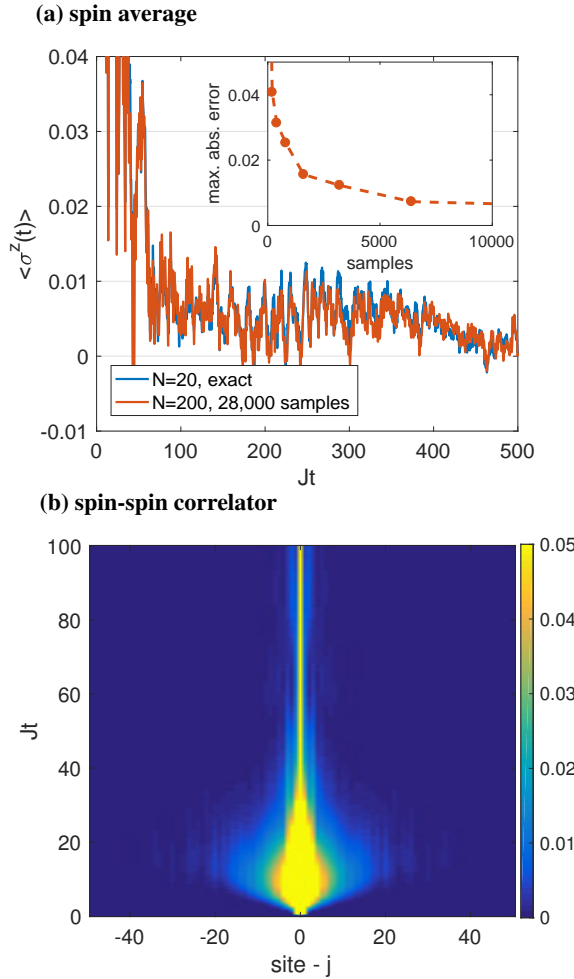 (a) spin average
0.04
0.03
0.02
0.01
0
-0.01
<σ^z(t)>
max. abs. error
0.04
0.02
0
0 5000 10000
samples
N=20, exact
N=200, 28,000 samples
0 100 200 300 400 500
Jt
(b) spin-spin correlator
100
80
60
40
20
0
Jt
-40 -20 0 20 40
site - j
0.05
0.04
0.03
0.02
0.01
0